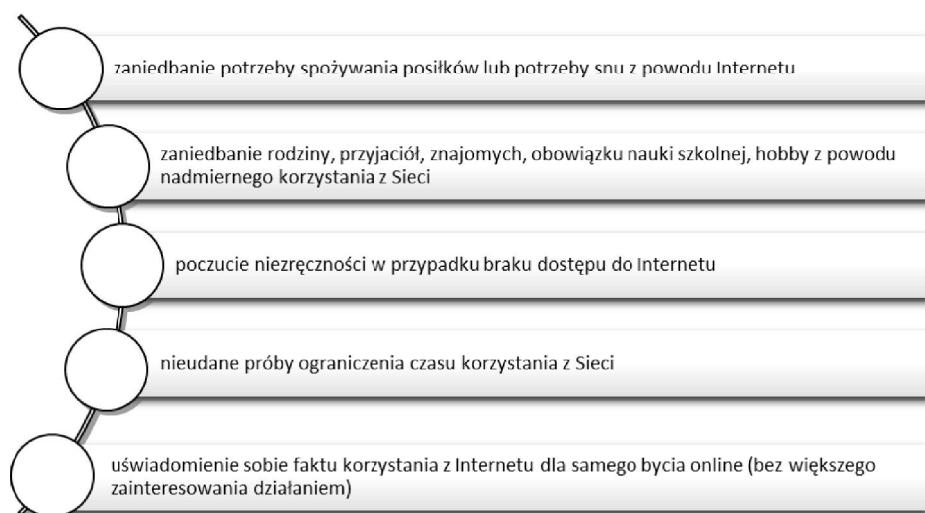 zaniedbanie potrzeby spożywania posiłków lub potrzeby snu z powodu Internetu
zaniedbanie rodziny, przyjaciół, znajomych, obowiązku nauki szkolnej, hobby z powodu
nadmiernego korzystania z Sieci
poczucie niezręczności w przypadku braku dostępu do Internetu
nieudane próby ograniczenia czasu korzystania z Sieci
uświadomienie sobie faktu korzystania z Internetu dla samego bycia online (bez większego
zainteresowania działaniem)